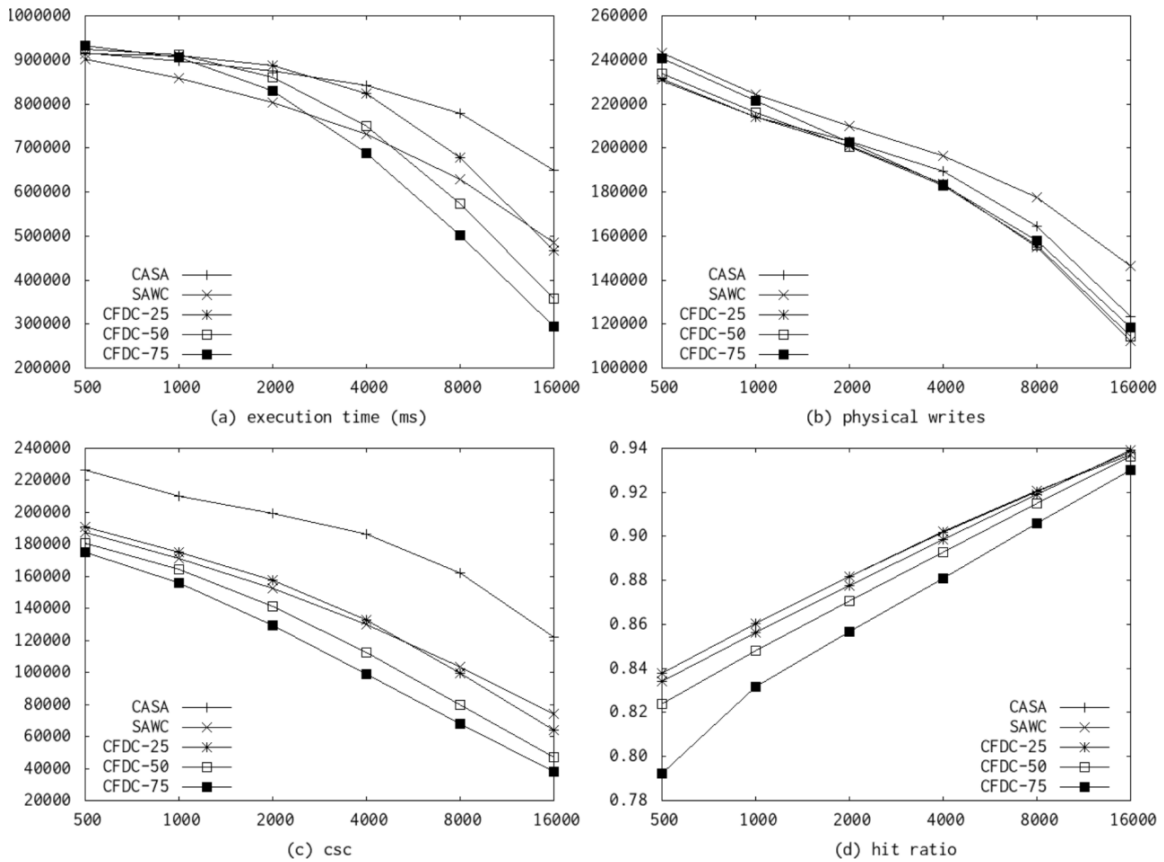 1000000
900000
800000
700000
600000
500000
400000
300000
200000
CASA
SAWC
CFDC-25
CFDC-50
CFDC-75
500 1000 2000 4000 8000 16000
(a) execution time (ms)
260000
240000
220000
200000
180000
160000
140000
120000
100000
CASA
SAWC
CFDC-25
CFDC-50
CFDC-75
500 1000 2000 4000 8000 16000
(b) physical writes
240000
220000
200000
180000
160000
140000
120000
100000
80000
60000
40000
20000
CASA
SAWC
CFDC-25
CFDC-50
CFDC-75
500 1000 2000 4000 8000 16000
(c) csc
0.94
0.92
0.90
0.88
0.86
0.84
0.82
0.80
0.78
CASA
SAWC
CFDC-25
CFDC-50
CFDC-75
500 1000 2000 4000 8000 16000
(d) hit ratio